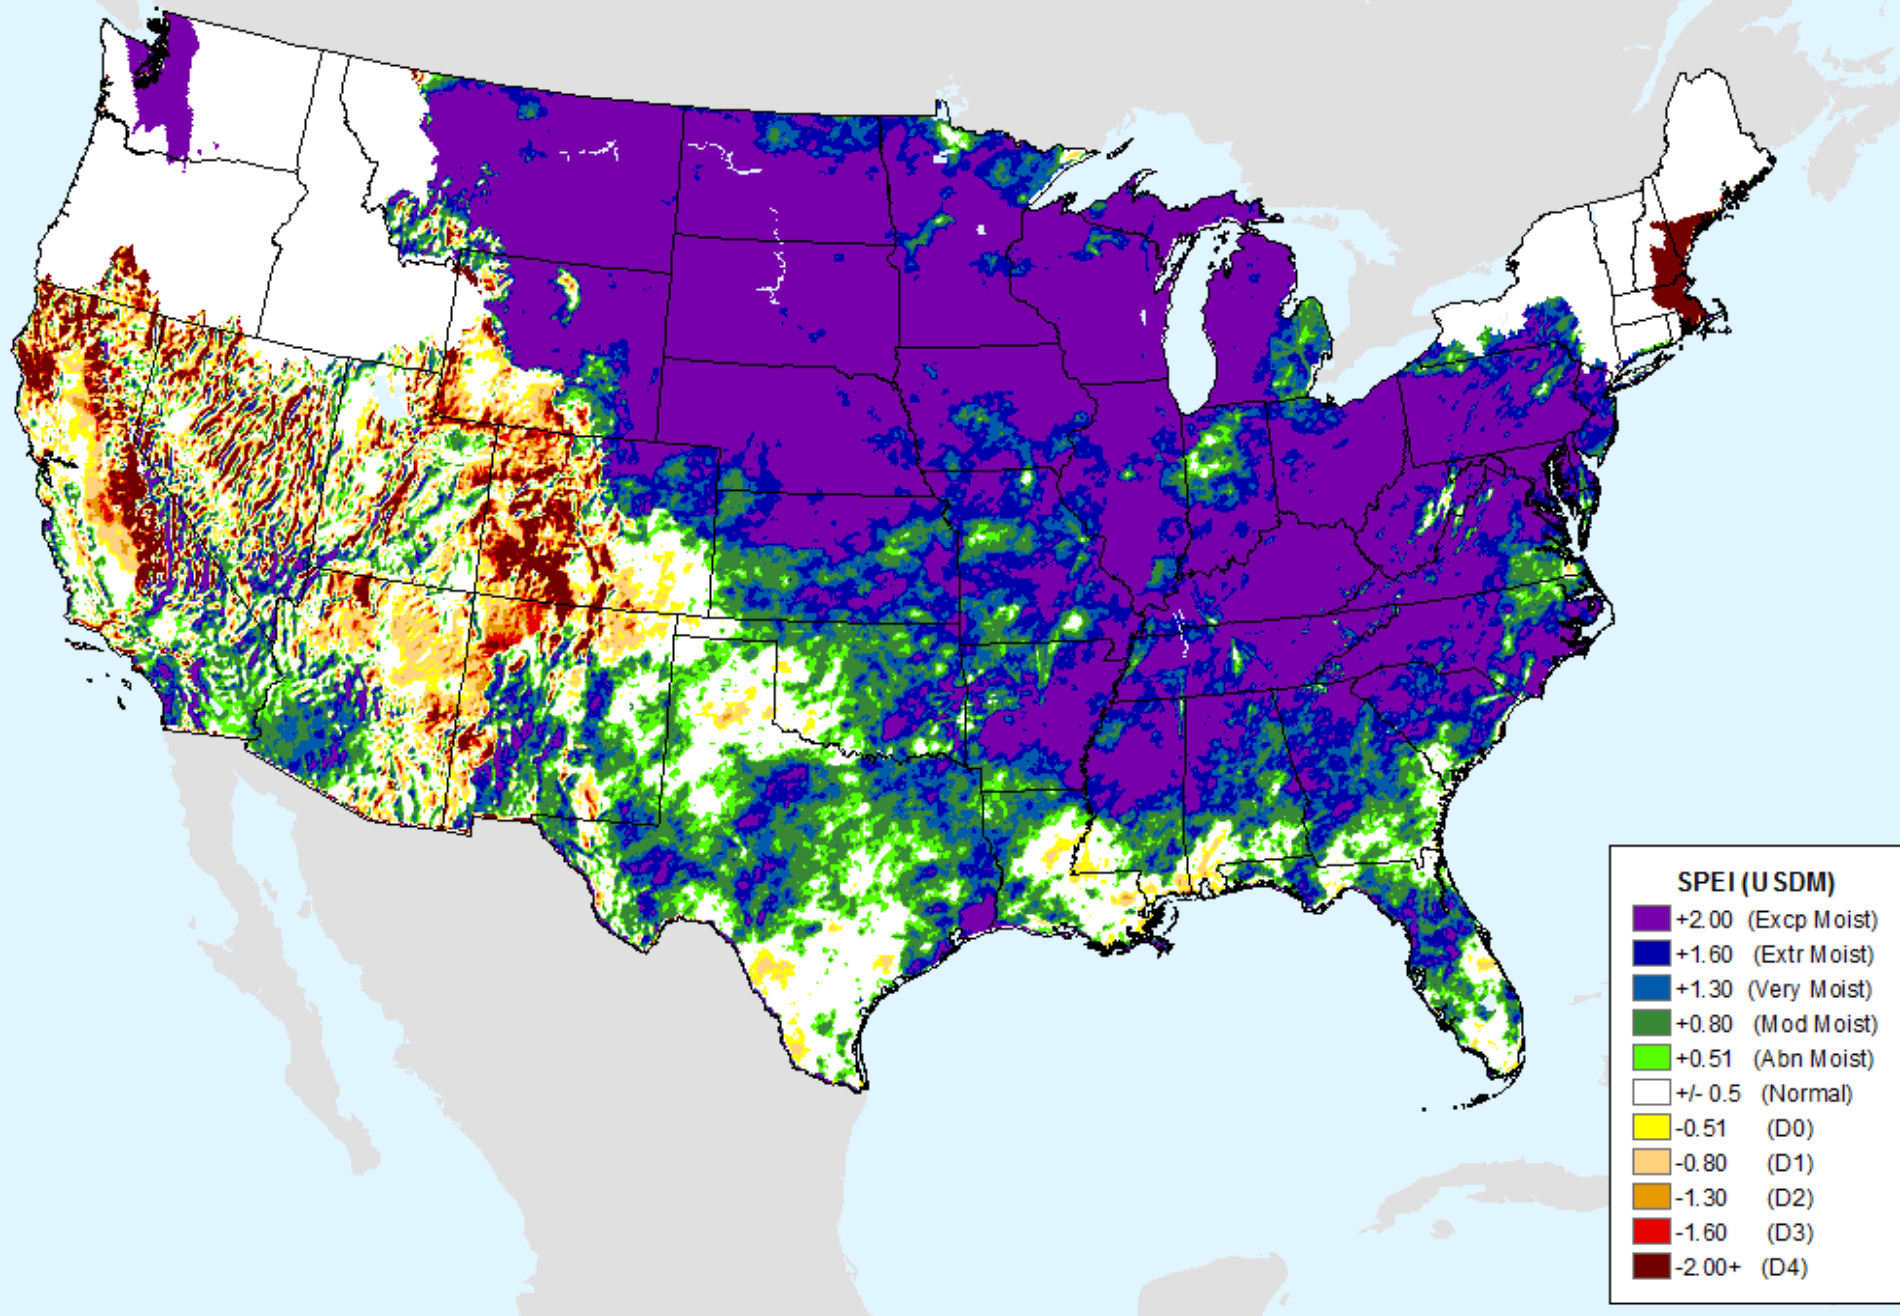 SPEI (USDM)
+2.00 (Excp Moist)
+1.60 (Extr Moist)
+1.30 (Very Moist)
+0.80 (Mod Moist)
+0.51 (Abn Moist)
+/- 0.5 (Normal)
-0.51 (D0)
-0.80 (D1)
-1.30 (D2)
-1.60 (D3)
-2.00+ (D4)